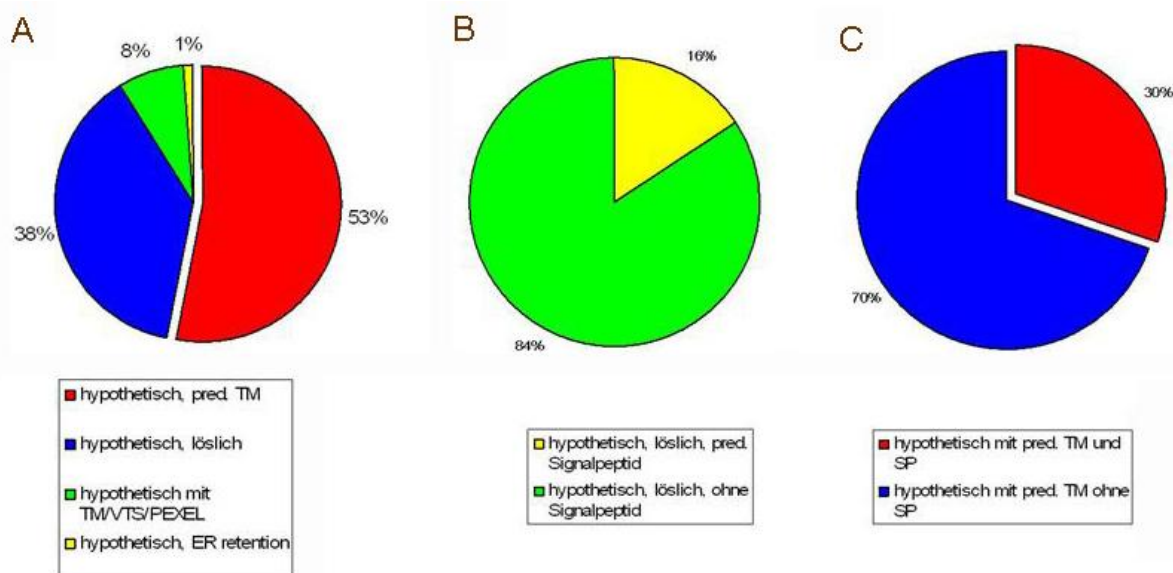 A
B
C
8%
1%
38%
53%
16%
84%
30%
70%
hypothetisch, pred. TM
hypothetisch, löslich
hypothetisch mit
TM/VTS/PEXEL
hypothetisch, ER retention
hypothetisch, löslich, pred.
Signalpeptid
hypothetisch, löslich, ohne
Signalpeptid
hypothetisch mit pred. TM und
SP
hypothetisch mit pred. TM ohne
SP